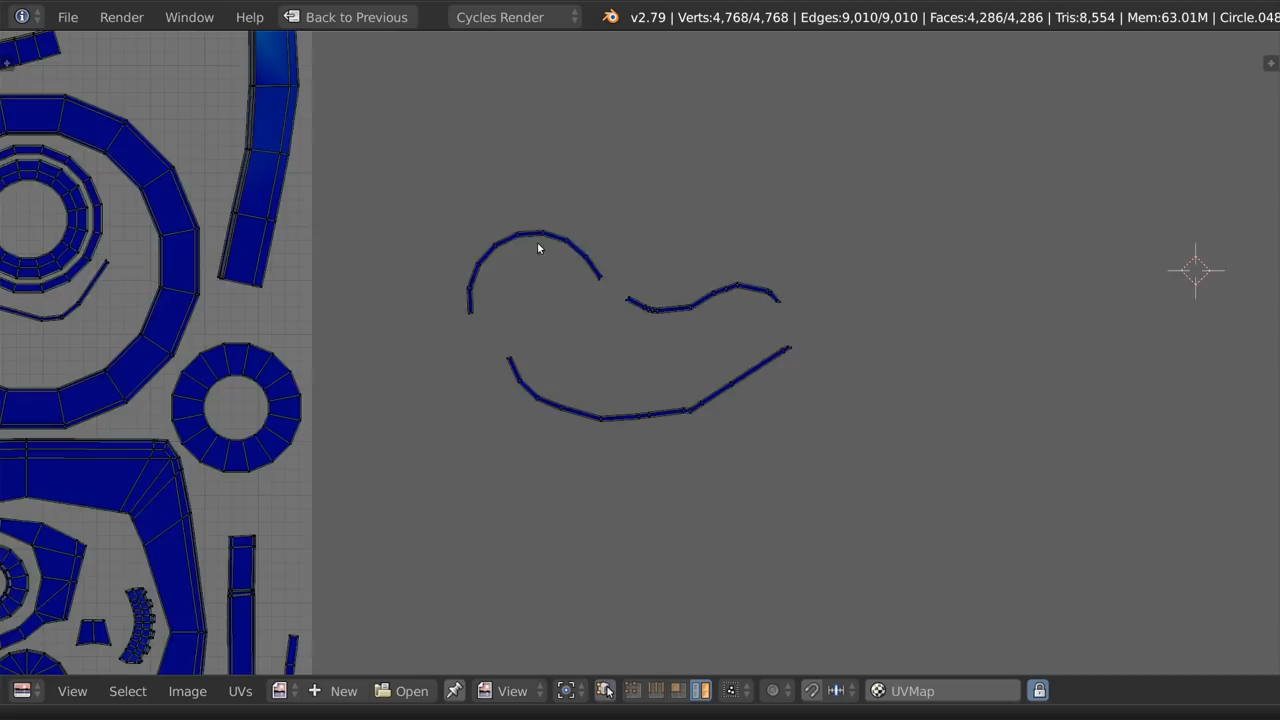 File Render Window Help Back to Previous Cycles Render v2.79 | Verts:4,768/4,768 | Edges:9,010/9,010 | Faces:4,286/4,286 | Tris:8,554 | Mem:63.01M | Circle.048
View Select Image UVs New Open View UVMap